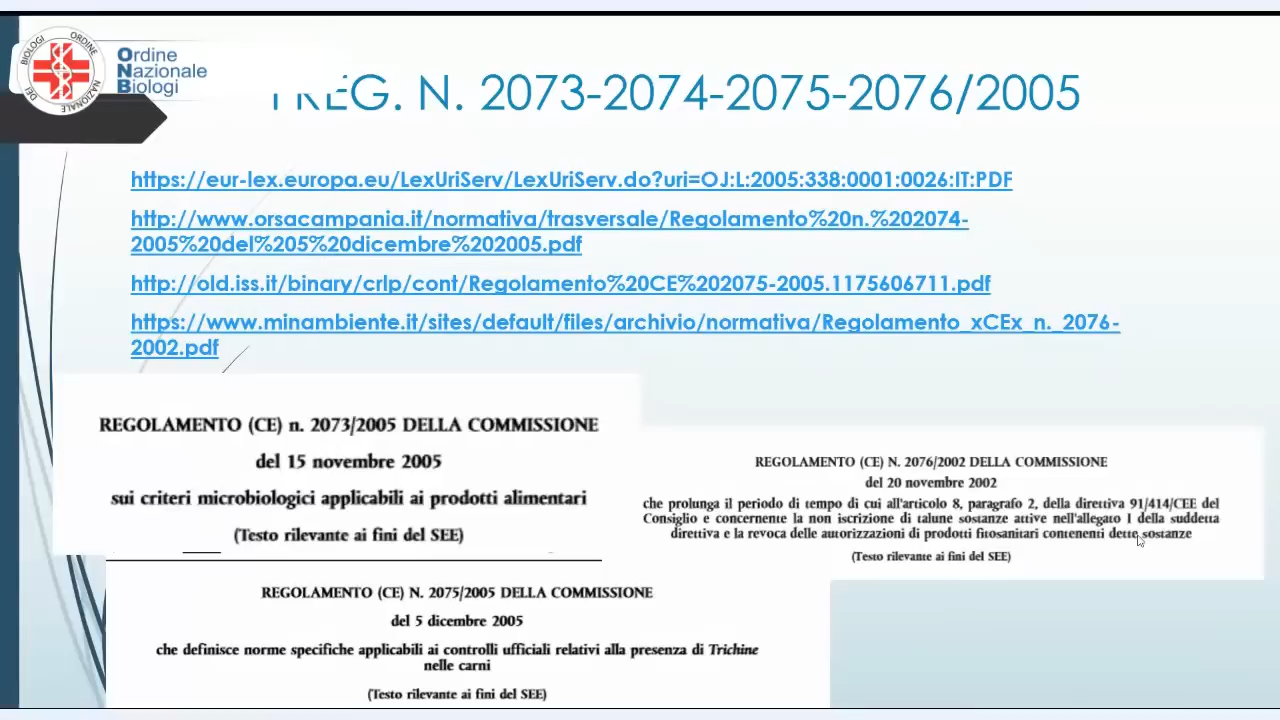 BIOLOGI ORDINE NAZIONALE DEI
Ordine
Nazionale
Biologi
REG. N. 2073-2074-2075-2076/2005
https://eur-lex.europa.eu/LexUriServ/LexUriServ.do?uri=OJ:L:2005:338:0001:0026:IT:PDF
http://www.orsacampania.it/normativa/trasversale/Regolamento%20n.%202074-
2005%20del%205%20dicembre%202005.pdf
http://old.iss.it/binary/crlp/cont/Regolamento%20CE%202075-2005.1175606711.pdf
https://www.minambiente.it/sites/default/files/archivio/normativa/Regolamento_xCEx_n._2076-
2002.pdf
REGOLAMENTO (CE) n. 2073/2005 DELLA COMMISSIONE
del 15 novembre 2005
sui criteri microbiologici applicabili ai prodotti alimentari
(Testo rilevante ai fini del SEE)
REGOLAMENTO (CE) N. 2076/2002 DELLA COMMISSIONE
del 20 novembre 2002
che prolunga il periodo di tempo di cui all'articolo 8, paragrafo 2, della direttiva 91/414/CEE del
Consiglio e concernente la non iscrizione di talune sostanze attive nell'allegato I della suddetta
direttiva e la revoca delle autorizzazioni di prodotti fitosanitari contenenti dette sostanze
(Testo rilevante ai fini del SEE)
REGOLAMENTO (CE) N. 2075/2005 DELLA COMMISSIONE
del 5 dicembre 2005
che definisce norme specifiche applicabili ai controlli ufficiali relativi alla presenza di Trichine
nelle carni
(Testo rilevante ai fini del SEE)